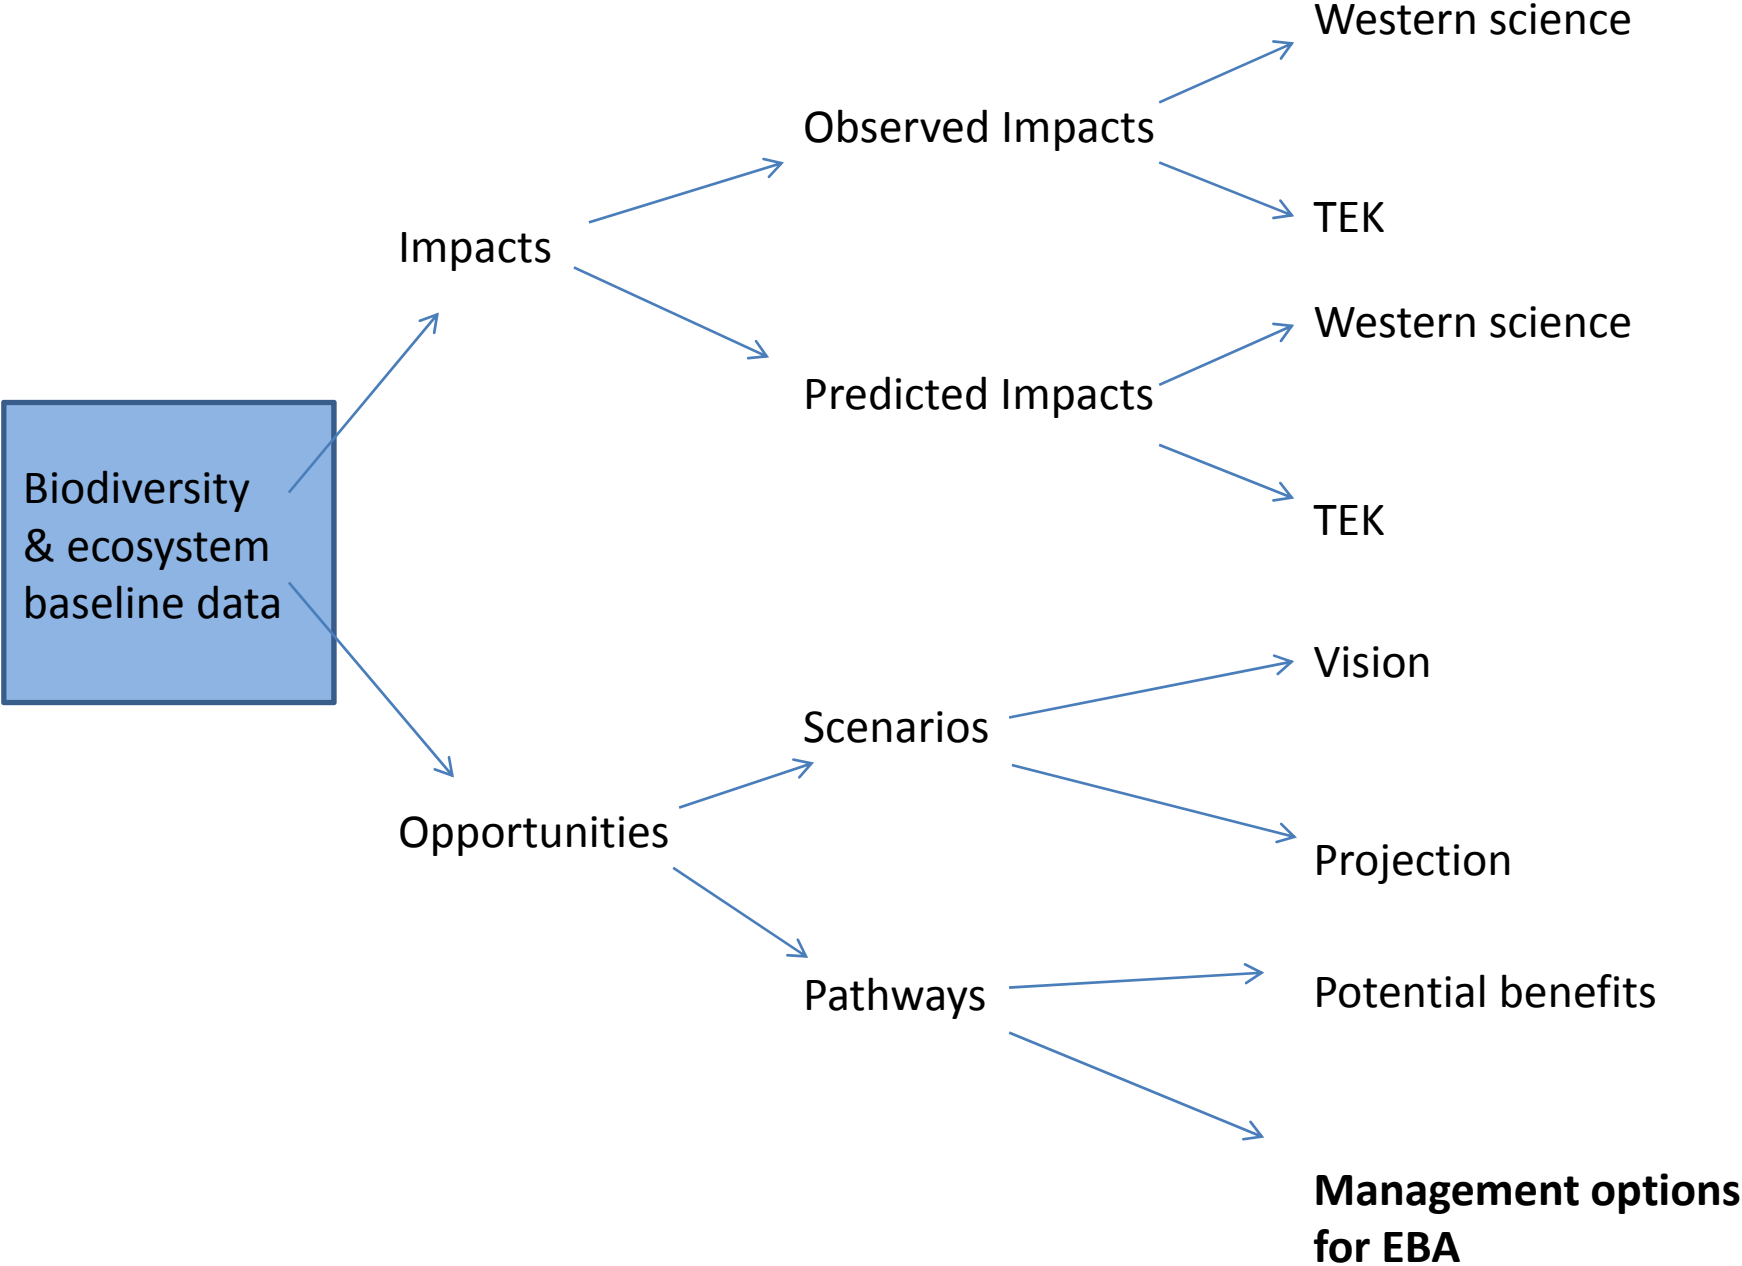 Western science
Observed Impacts
TEK
Impacts
Western science
Predicted Impacts
TEK
Biodiversity
& ecosystem
baseline data
Vision
Scenarios
Projection
Opportunities
Pathways
Potential benefits
Management options
for EBA